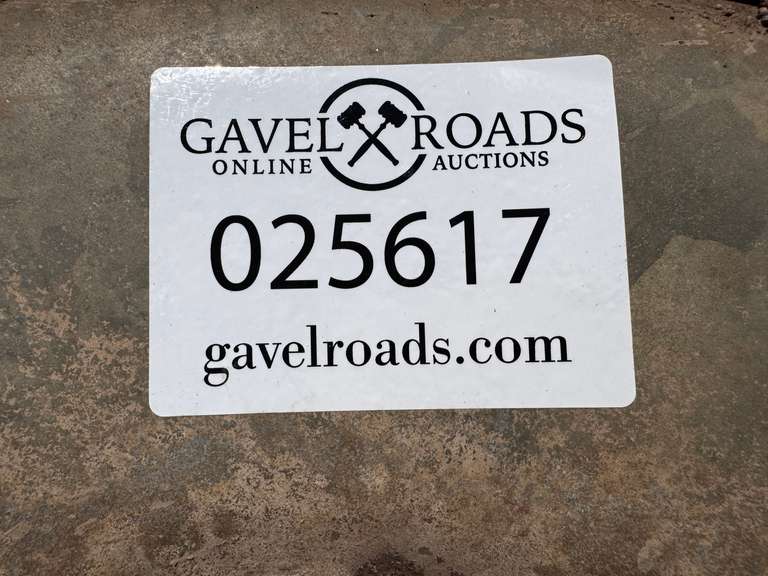 GAVEL ROADS
ONLINE AUCTIONS
025617
gavelroads.com